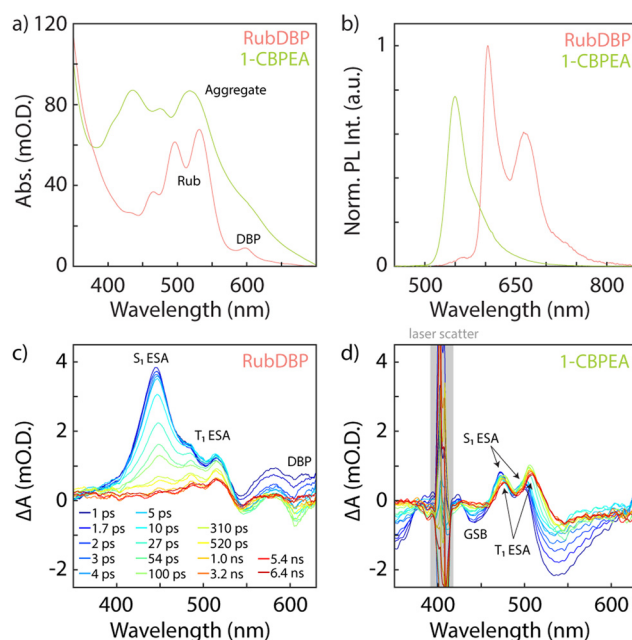 a)
RubDBP
1-CBPEA
Aggregate
Rub
DBP
120
80
40
0
Abs. (mO.D.)
400 500 600
Wavelength (nm)
b)
RubDBP
1-CBPEA
1
0
Norm. PL Int. (a.u.)
450 650 850
Wavelength (nm)
c)
RubDBP
S1 ESA
T1 ESA
DBP
4
2
0
-2
ΔA (mO.D.)
1 ps 5 ps
1.7 ps 10 ps 310 ps
2 ps 27 ps 520 ps
3 ps 54 ps 1.0 ns 5.4 ns
4 ps 100 ps 3.2 ns 6.4 ns
400 500 600
Wavelength (nm)
laser scatter
d)
1-CBPEA
S1 ESA
GSB
T1 ESA
4
2
0
-2
ΔA (mO.D.)
400 500 600
Wavelength (nm)